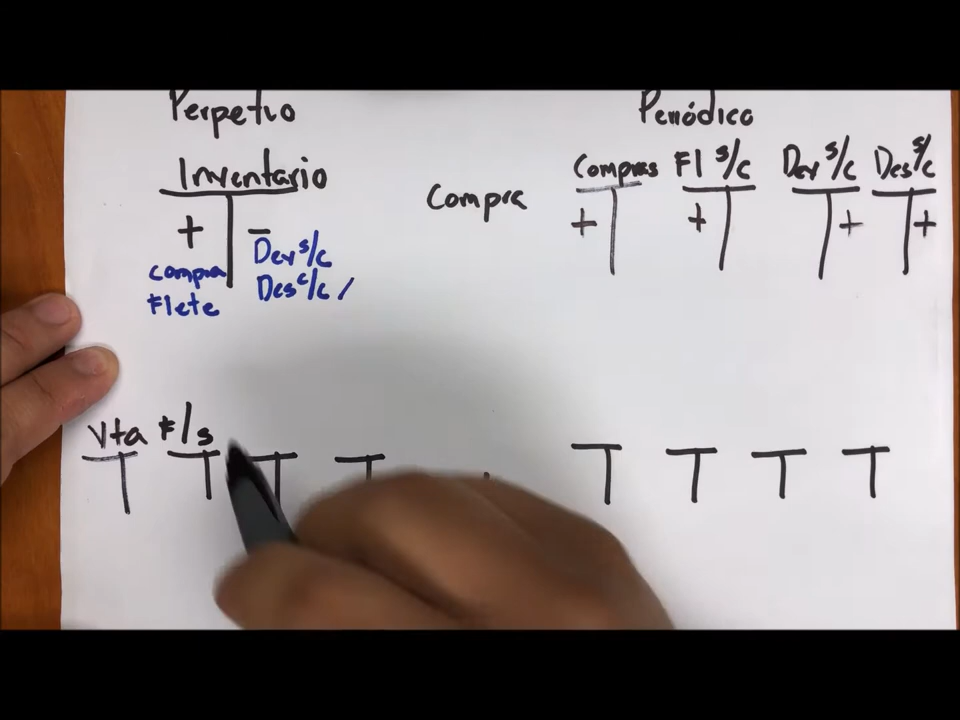 Perpetuo
Periódico
Inventario
+ -
compra
Flete
Dev s/c
Des c/c
Compra
Compras Fl s/c Dev s/c Des s/c
+ + + +
Vta F/s